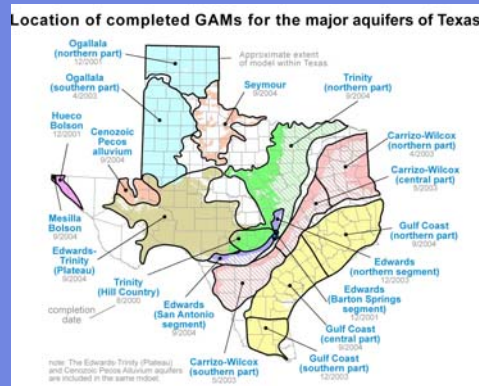 Location of completed GAMs for the major aquifers of Texas
Ogallala
(northern part)
12/2001
Approximate extent
of model within Texas
Ogallala
(southern part)
4/2003
Seymour
9/2004
Trinity
(northern part)
9/2004
Hueco
Bolson
12/2001
Cenozoic
Pecos
alluvium
9/2004
Carrizo-Wilcox
(northern part)
4/2003
Carrizo-Wilcox
(central part)
5/2003
Mesilla
Bolson
9/2004
Edwards-
Trinity
(Plateau)
9/2004
Gulf Coast
(northern part)
9/2004
Edwards
(northern segment)
12/2003
Trinity
(Hill Country)
8/2000
Edwards
(Barton Springs
segment)
12/2001
completion
date
Edwards
(San Antonio
segment)
9/2004
Gulf Coast
(central part)
9/2004
Gulf Coast
(southern part)
12/2003
Carrizo-Wilcox
(southern part)
5/2003
note: The Edwards-Trinity (Plateau)
and Cenozoic Pecos Alluvium aquifers
are included in the same mdoel.